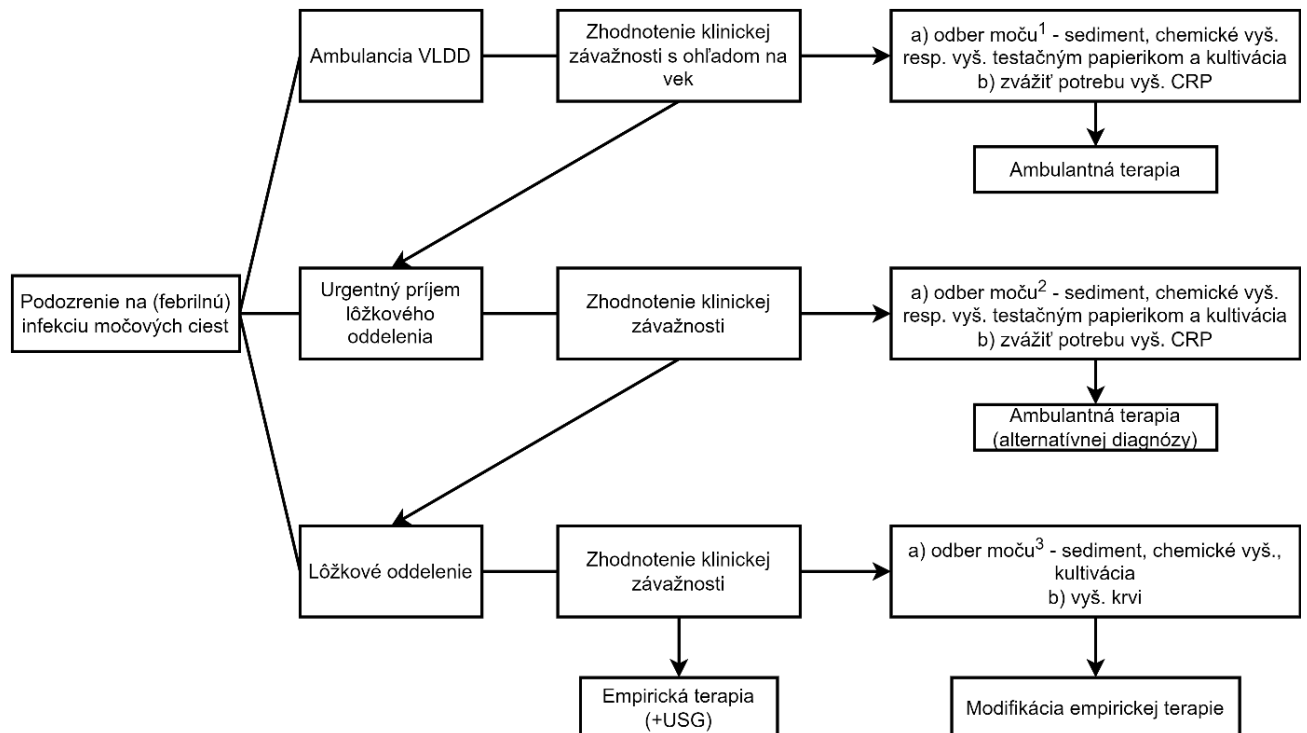 Ambulancia VLDD
Zhodnotenie klinickej
závažnosti s ohľadom na
vek
a) odber moču1 - sediment, chemické vyš.
resp. vyš. testačným papierikom a kultivácia
b) zvážiť potrebu vyš. CRP
Ambulantná terapia
Podozrenie na (febrilnú)
infekciu močových ciest
Urgentný príjem
lôžkového
oddelenia
Zhodnotenie klinickej
závažnosti
a) odber moču2 - sediment, chemické vyš.
resp. vyš. testačným papierikom a kultivácia
b) zvážiť potrebu vyš. CRP
Ambulantná terapia
(alternatívnej diagnózy)
Lôžkové oddelenie
Zhodnotenie klinickej
závažnosti
a) odber moču3 - sediment, chemické vyš.,
kultivácia
b) vyš. krvi
Empirická terapia
(+USG)
Modifikácia empirickej terapie